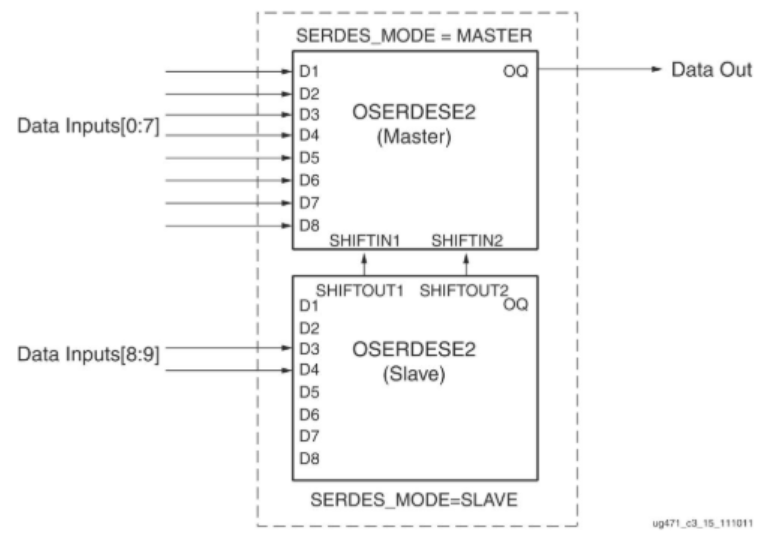 SERDES_MODE = MASTER
D1
OQ
Data Out
D2
OSERDESE2
D3
Data Inputs[0:7]
D4
(Master)
D5
D6
D7
D8
SHIFTIN1
SHIFTIN2
SHIFTOUT1
SHIFTOUT2
D1
OQ
D2
Data Inputs[8:9]
D3
OSERDESE2
D4
(Slave)
D5
D6
D7
D8
SERDES_MODE=SLAVE
ug471_c3_15_111011